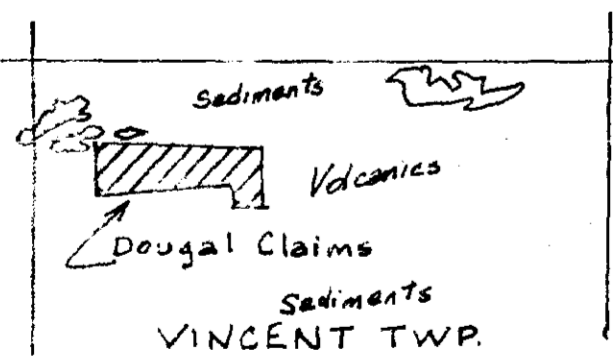 Sediments
Volcanics
Dougal Claims
Sediments
VINCENT TWP.